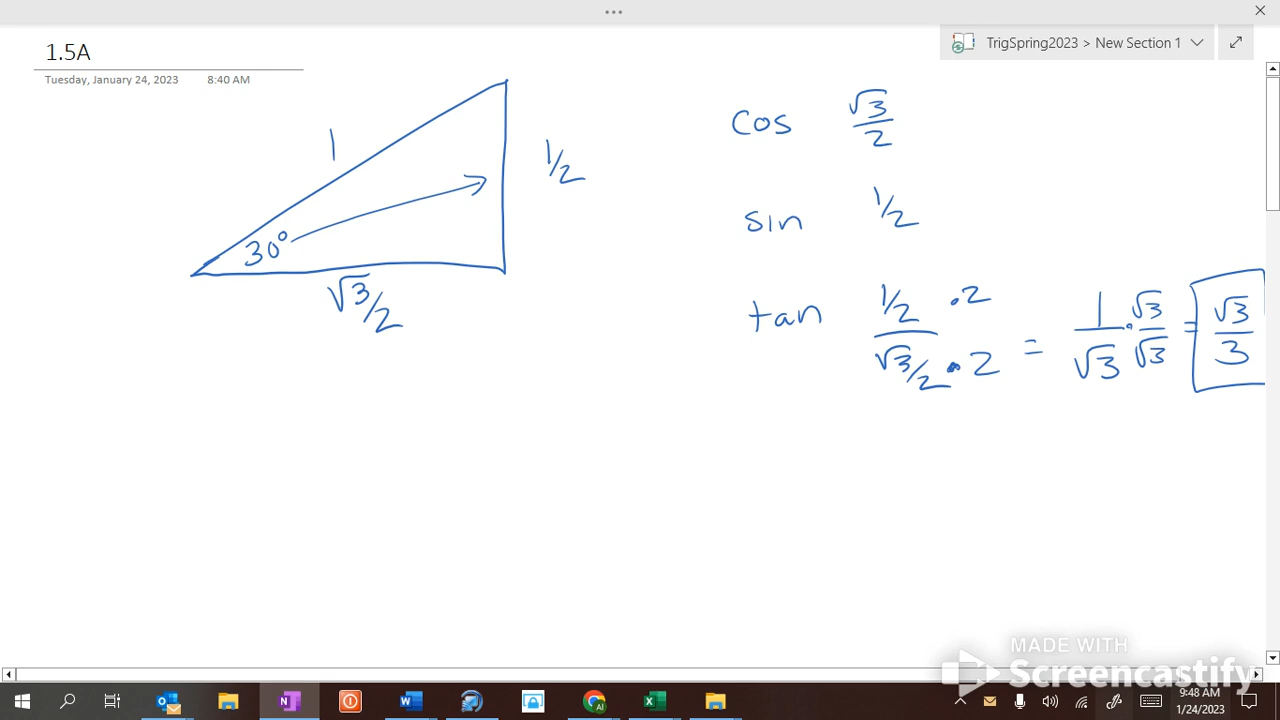 1.5A
TrigSpring2023 > New Section 1
Tuesday, January 24, 2023 8:40 AM
1
1/2
30°
√3/2
cos √3/2
sin 1/2
tan (1/2 · 2)/(√3/2 · 2) = 1/√3 · √3/√3 = √3/3
MADE WITH
Screencastify
9:48 AM
1/24/2023